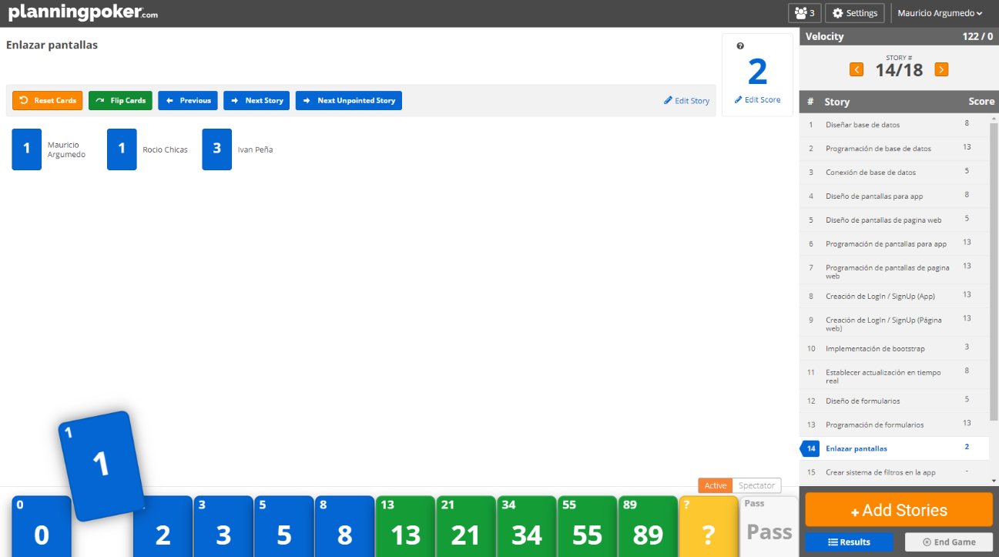 planningpoker.com
3
Settings
Mauricio Argumedo
Enlazar pantallas
2
Edit Score
Reset Cards
Flip Cards
Previous
Next Story
Next Unpointed Story
Edit Story
1
Mauricio
Argumedo
1
Rocio Chicas
3
Ivan Peña
Velocity 122 / 0
STORY #
14/18
# Story Score
1 Diseñar base de datos 8
2 Programación de base de datos 13
3 Conexión de base de datos 5
4 Diseño de pantallas para app 8
5 Diseño de pantallas de pagina web 5
6 Programación de pantallas para app 13
7 Programación de pantallas de pagina 13
web
8 Creación de LogIn / SignUp (App) 13
9 Creación de LogIn / SignUp (Página 13
web)
10 Implementación de bootstrap 3
11 Establecer actualización en tiempo 8
real
12 Diseño de formularios 5
13 Programación de formularios 13
14 Enlazar pantallas 2
15 Crear sistema de filtros en la app -
1
1
Active Spectator
0
0
2
3
3
5
5
8
8
13
13
21
21
34
34
55
55
89
89
?
?
Pass
Pass
+ Add Stories
Results
End Game